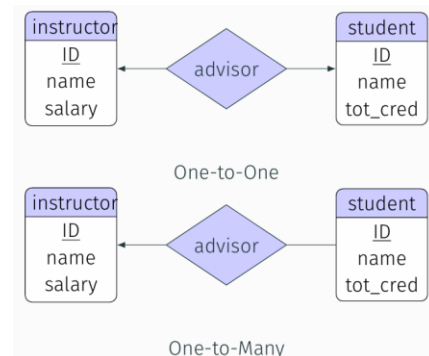 instructor
ID
name
salary
advisor
student
ID
name
tot_cred
One-to-One
instructor
ID
name
salary
advisor
student
ID
name
tot_cred
One-to-Many